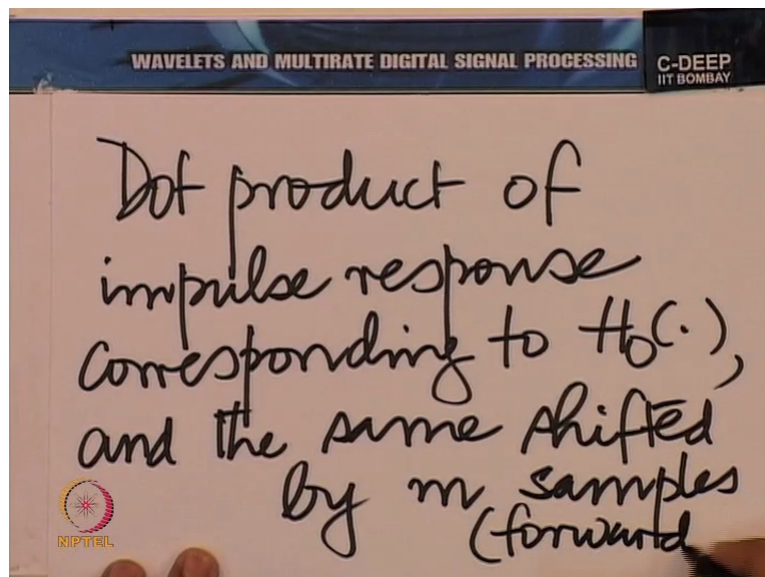 WAVELETS AND MULTIRATE DIGITAL SIGNAL PROCESSING
C-DEEP
IIT BOMBAY
Dot product of
impulse response
corresponding to H0(·),
and the same shifted
by m samples
(forward
NPTEL